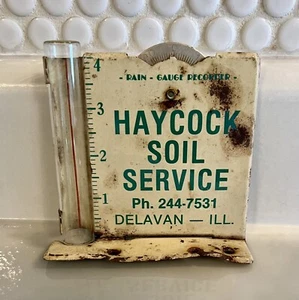 - RAIN - GAUGE RECORDER -
4
3
2
1
HAYCOCK
SOIL
SERVICE
Ph. 244-7531
DELAVAN — ILL.